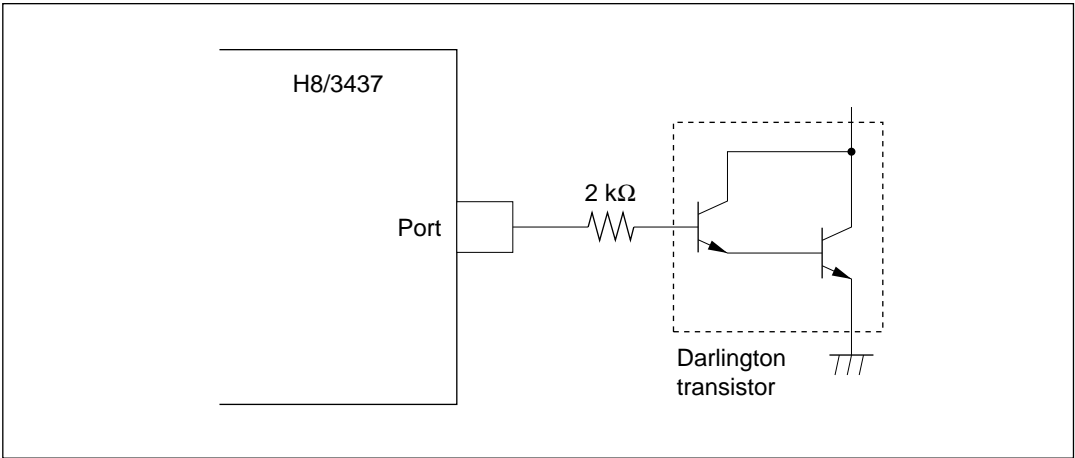 H8/3437
Port
2 kΩ
Darlington
transistor